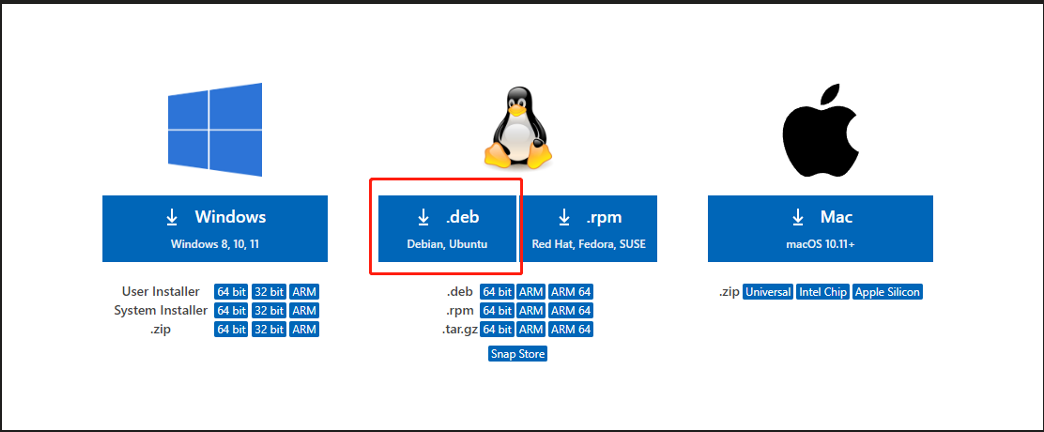 Windows
Windows 8, 10, 11
User Installer 64 bit 32 bit ARM
System Installer 64 bit 32 bit ARM
.zip 64 bit 32 bit ARM
.deb
Debian, Ubuntu
.rpm
Red Hat, Fedora, SUSE
.deb 64 bit ARM ARM 64
.rpm 64 bit ARM ARM 64
.tar.gz 64 bit ARM ARM 64
Snap Store
Mac
macOS 10.11+
.zip Universal Intel Chip Apple Silicon